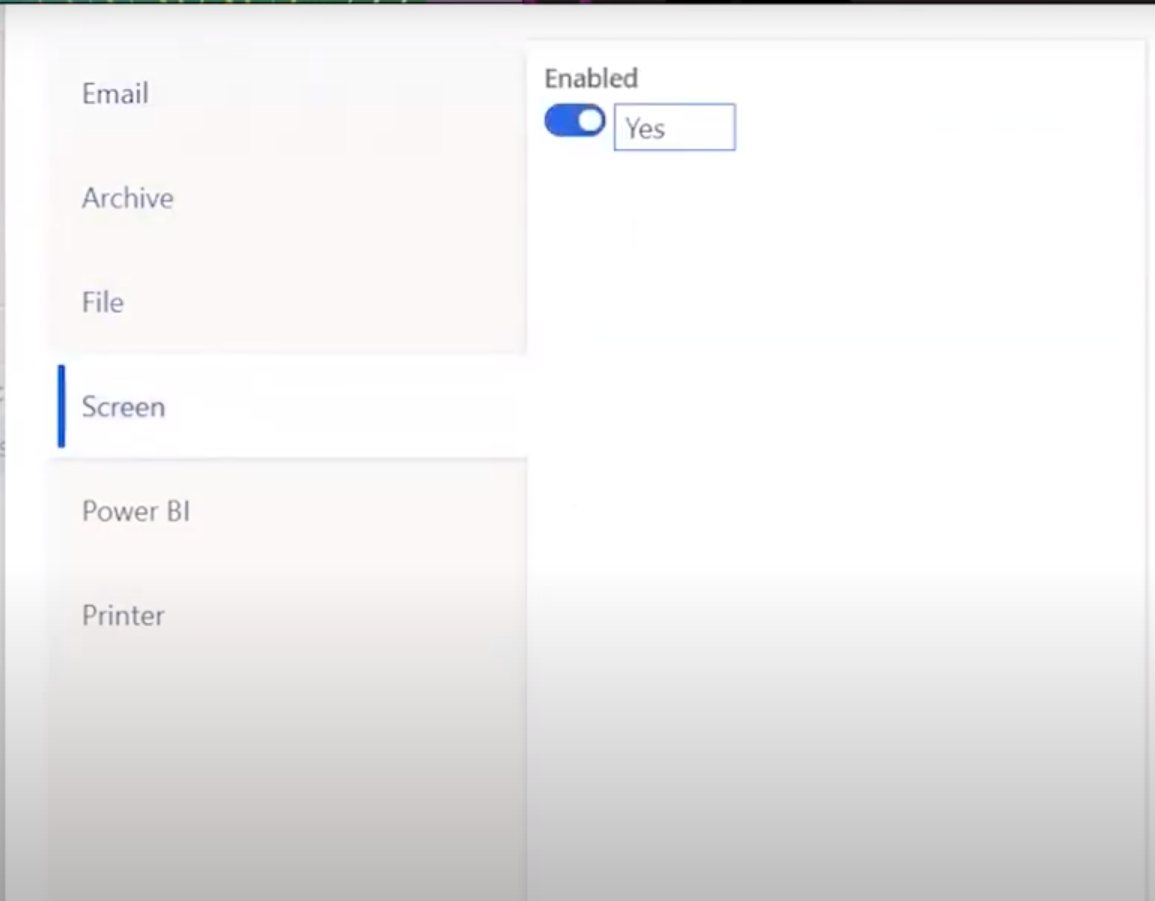 Email
Archive
File
Screen
Power BI
Printer
Enabled
Yes